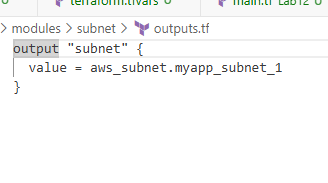 terraform.tfvars U
main.tf Lab12
> modules > subnet > outputs.tf
output "subnet" {
  value = aws_subnet.myapp_subnet_1
}